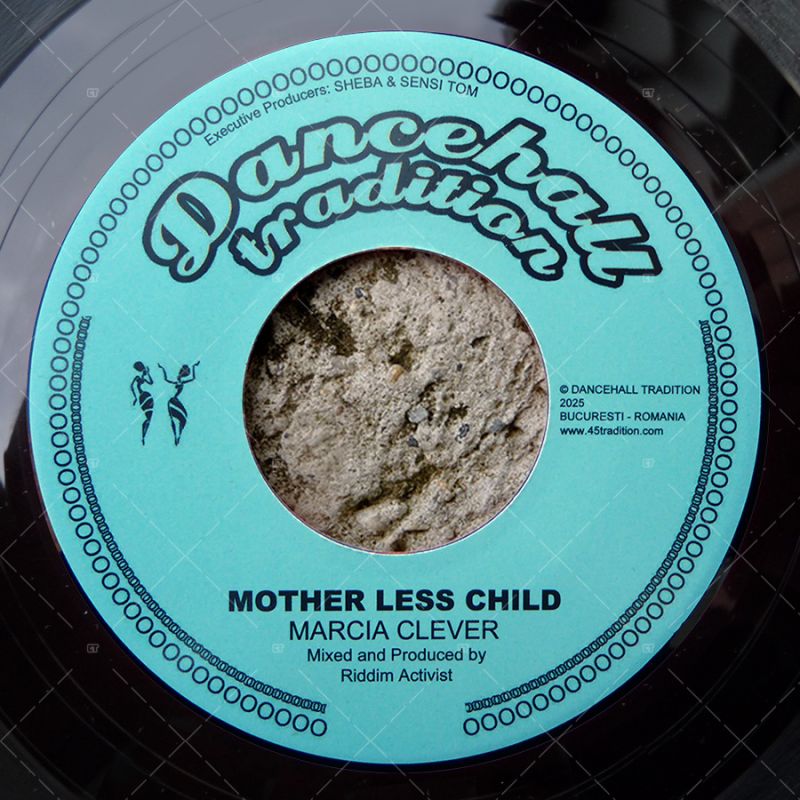 Executive Producers: SHEBA & SENSI TOM
Dancehall
tradition
© DANCEHALL TRADITION
2025
BUCURESTI - ROMANIA
www.45tradition.com
MOTHER LESS CHILD
MARCIA CLEVER
Mixed and Produced by
Riddim Activist